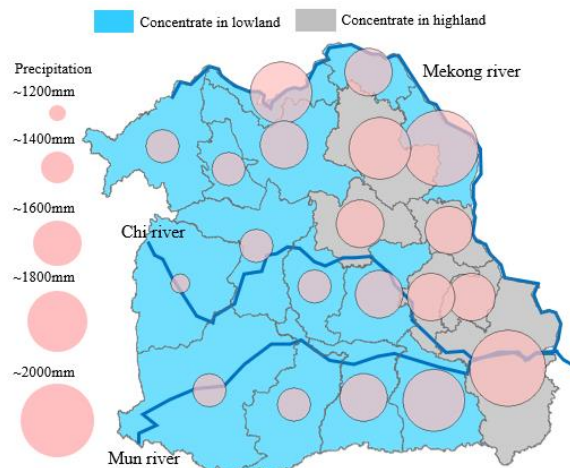 Concentrate in lowland
Concentrate in highland
Precipitation
Mekong river
~1200mm
~1400mm
~1600mm
Chi river
~1800mm
~2000mm
Mun river